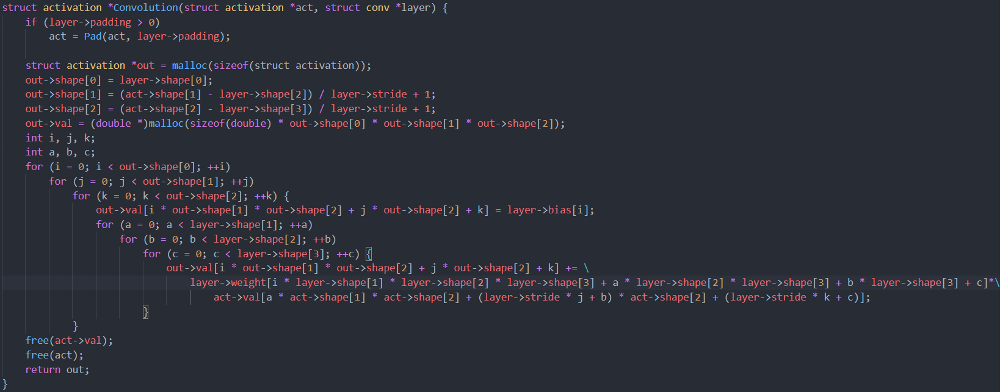 struct activation *Convolution(struct activation *act, struct conv *layer) {
    if (layer->padding > 0)
        act = Pad(act, layer->padding);

    struct activation *out = malloc(sizeof(struct activation));
    out->shape[0] = layer->shape[0];
    out->shape[1] = (act->shape[1] - layer->shape[2]) / layer->stride + 1;
    out->shape[2] = (act->shape[2] - layer->shape[3]) / layer->stride + 1;
    out->val = (double *)malloc(sizeof(double) * out->shape[0] * out->shape[1] * out->shape[2]);
    int i, j, k;
    int a, b, c;
    for (i = 0; i < out->shape[0]; ++i)
        for (j = 0; j < out->shape[1]; ++j)
            for (k = 0; k < out->shape[2]; ++k) {
                out->val[i * out->shape[1] * out->shape[2] + j * out->shape[2] + k] = layer->bias[i];
                for (a = 0; a < layer->shape[1]; ++a)
                    for (b = 0; b < layer->shape[2]; ++b)
                        for (c = 0; c < layer->shape[3]; ++c) {
                            out->val[i * out->shape[1] * out->shape[2] + j * out->shape[2] + k] += \
                                layer->weight[i * layer->shape[1] * layer->shape[2] * layer->shape[3] + a * layer->shape[2] * layer->shape[3] + b * layer->shape[3] + c]*\
                                    act->val[a * act->shape[1] * act->shape[2] + (layer->stride * j + b) * act->shape[2] + (layer->stride * k + c)];
                        }
            }
    free(act->val);
    free(act);
    return out;
}